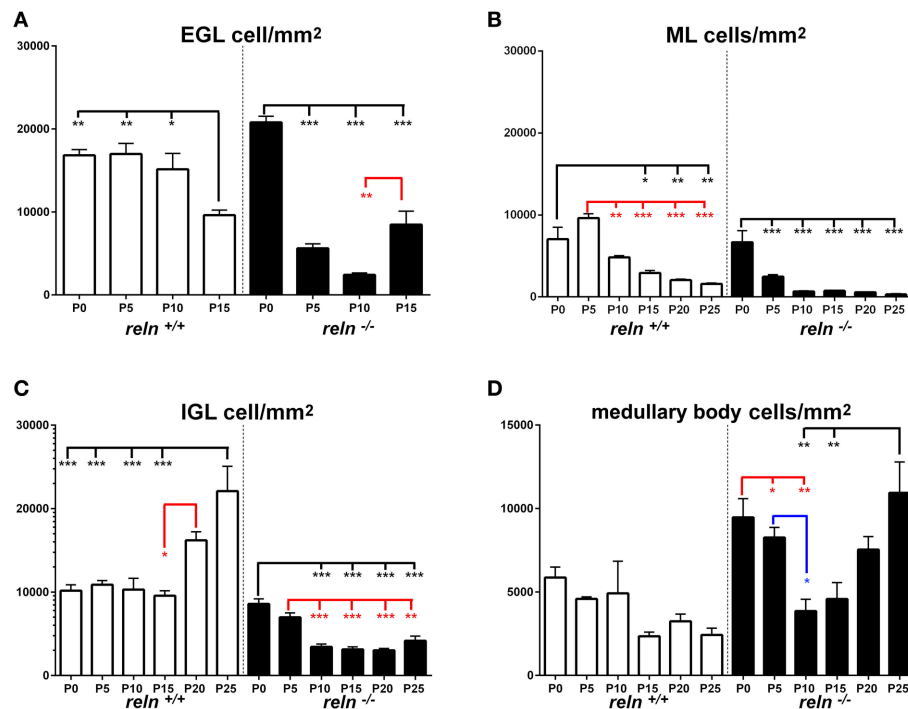 A
EGL cell/mm2
30000
20000
10000
0
** ** * *** *** ***
**
P0 P5 P10 P15 P0 P5 P10 P15
reln +/+ reln -/-
B
ML cells/mm2
30000
20000
10000
0
* ** **
** *** *** ***
*** *** *** *** ***
P0 P5 P10 P15 P20 P25 P0 P5 P10 P15 P20 P25
reln +/+ reln -/-
C
IGL cell/mm2
30000
20000
10000
0
*** *** *** ***
*
*** *** *** ***
*** *** *** **
P0 P5 P10 P15 P20 P25 P0 P5 P10 P15 P20 P25
reln +/+ reln -/-
D
medullary body cells/mm2
15000
10000
5000
0
** **
* **
*
P0 P5 P10 P15 P20 P25 P0 P5 P10 P15 P20 P25
reln +/+ reln -/-